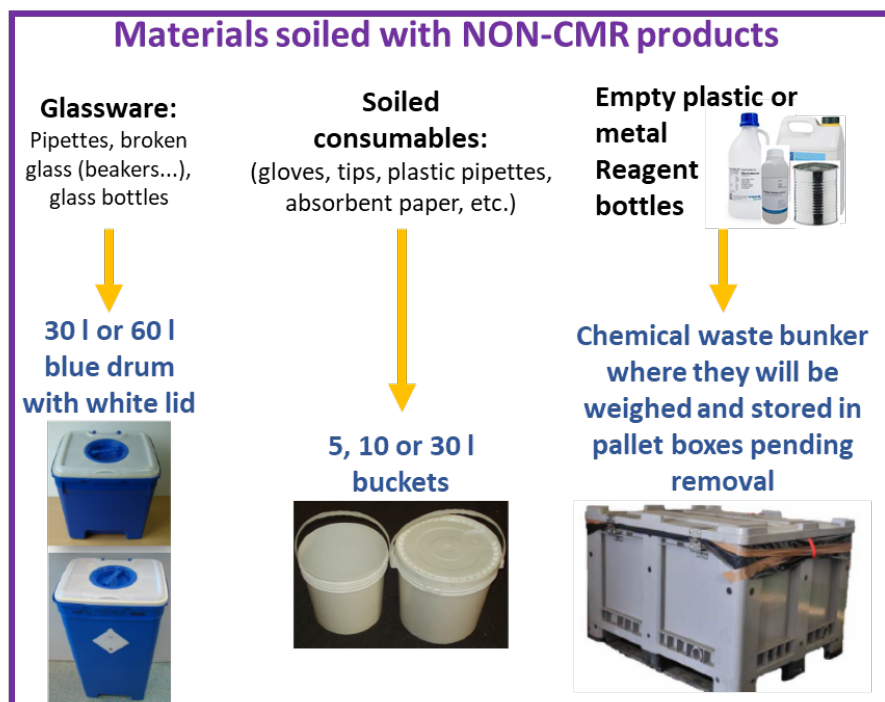 Materials soiled with NON-CMR products
Glassware:
Pipettes, broken
glass (beakers...),
glass bottles
30 l or 60 l
blue drum
with white lid
Soiled
consumables:
(gloves, tips, plastic pipettes,
absorbent paper, etc.)
5, 10 or 30 l
buckets
Empty plastic or
metal
Reagent
bottles
Chemical waste bunker
where they will be
weighed and stored in
pallet boxes pending
removal